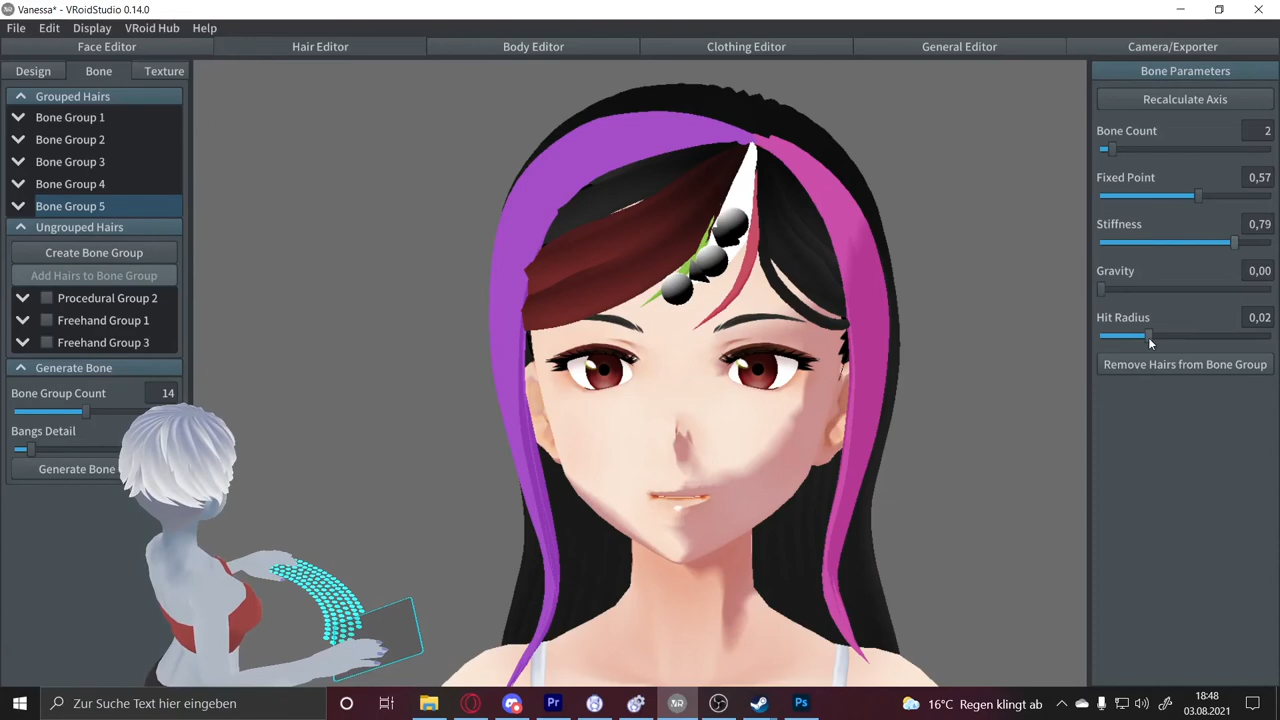 Vanessa* - VRoidStudio 0.14.0
File Edit Display VRoid Hub Help
Face Editor Hair Editor Body Editor Clothing Editor General Editor Camera/Exporter
Design Bone Texture
Grouped Hairs
Bone Group 1
Bone Group 2
Bone Group 3
Bone Group 4
Bone Group 5
Ungrouped Hairs
Create Bone Group
Add Hairs to Bone Group
Procedural Group 2
Freehand Group 1
Freehand Group 3
Generate Bone
Bone Group Count 14
Bangs Detail
Generate Bone
Bone Parameters
Recalculate Axis
Bone Count 2
Fixed Point 0,57
Stiffness 0,79
Gravity 0,00
Hit Radius 0,02
Remove Hairs from Bone Group
Zur Suche Text hier eingeben
Pr
Ps
16°C Regen klingt ab
18:48
03.08.2021